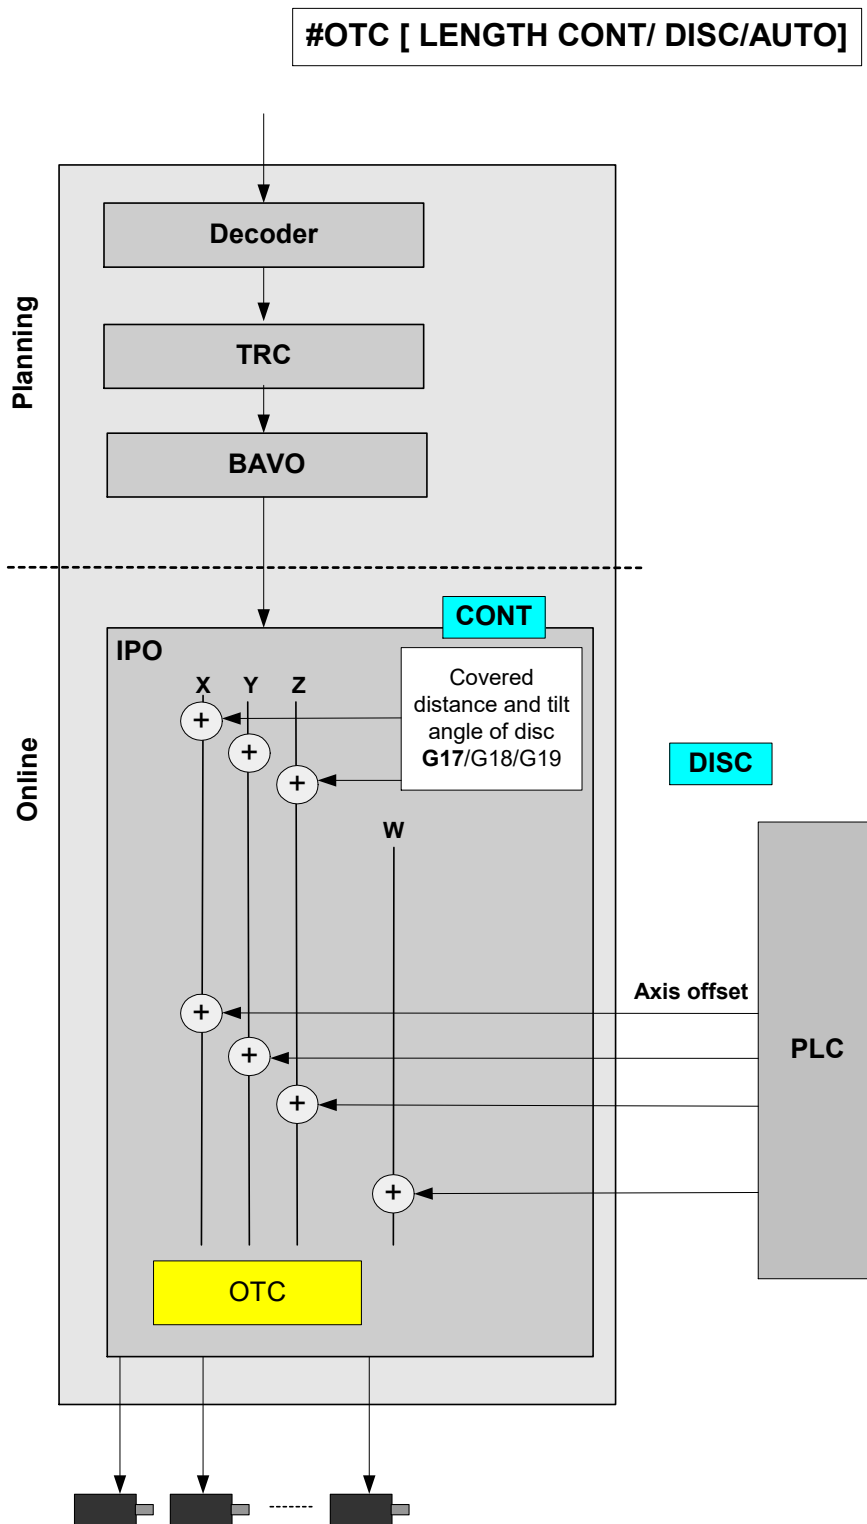 #OTC [ LENGTH CONT/ DISC/AUTO]
Planning
Decoder
TRC
BAVO
Online
CONT
IPO
X Y Z
Covered
distance and tilt
angle of disc
G17/G18/G19
+
+
+
DISC
W
Axis offset
+
+
+
+
PLC
OTC